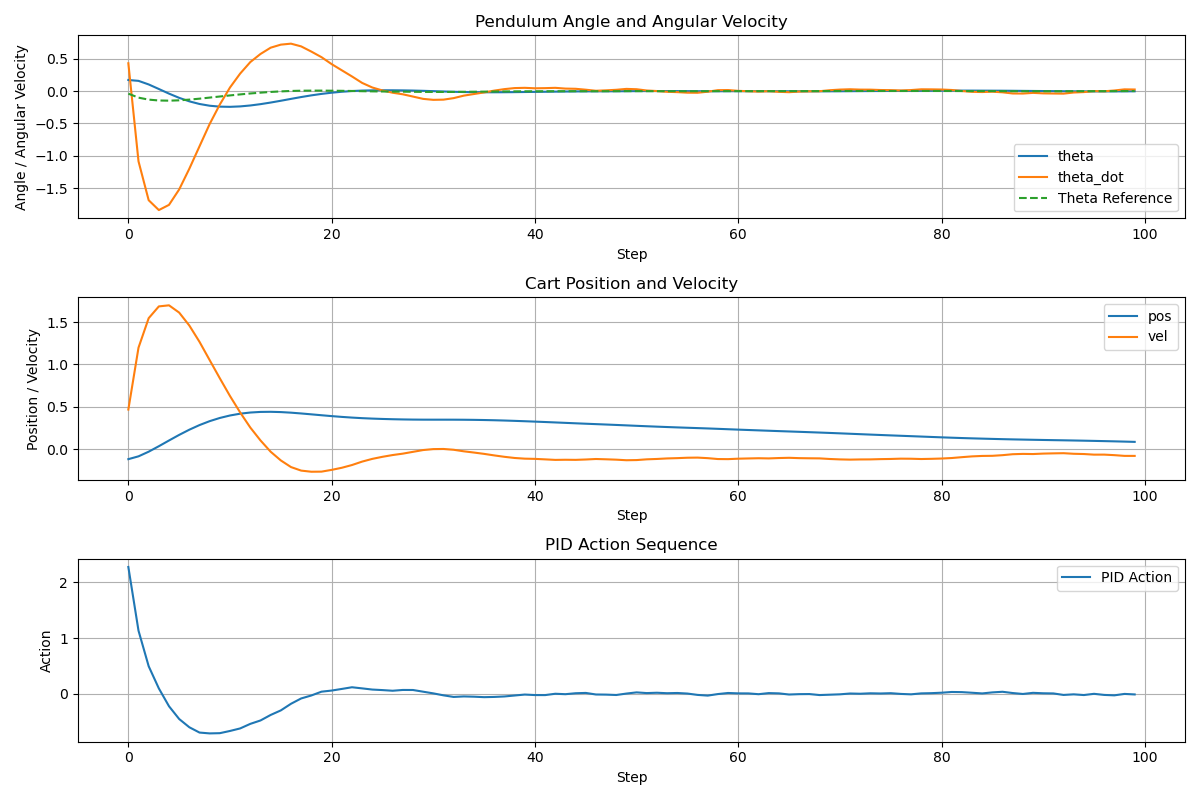 Pendulum Angle and Angular Velocity
Angle / Angular Velocity
0.5
0.0
−0.5
−1.0
−1.5
theta
theta_dot
Theta Reference
0 20 40 60 80 100
Step
Cart Position and Velocity
Position / Velocity
1.5
1.0
0.5
0.0
pos
vel
0 20 40 60 80 100
Step
PID Action Sequence
Action
2
1
0
PID Action
0 20 40 60 80 100
Step